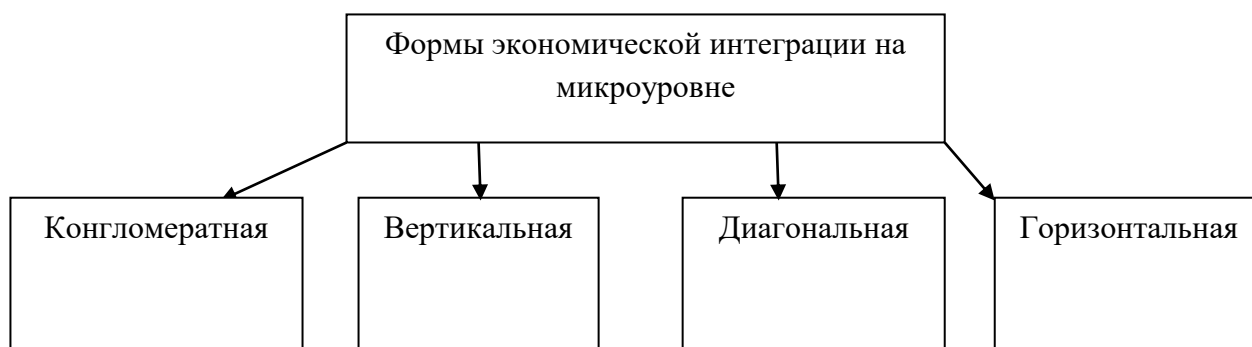 Формы экономической интеграции на
микроуровне
Конгломератная
Вертикальная
Диагональная
Горизонтальная